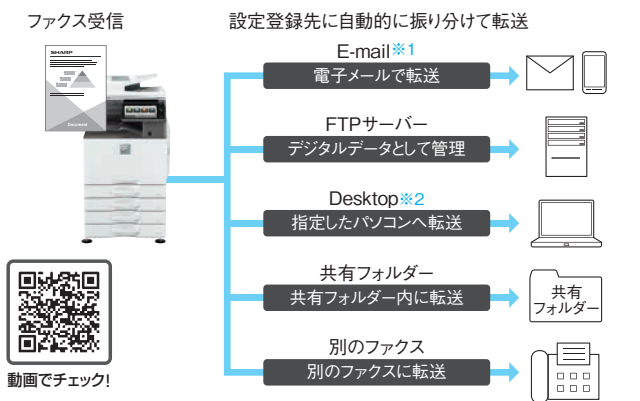 ファクス受信
設定登録先に自動的に振り分けて転送
SHARP
Document
E-mail※1
電子メールで転送
FTPサーバー
デジタルデータとして管理
Desktop※2
指定したパソコンへ転送
共有フォルダー
共有フォルダー内に転送
共有
フォルダー
別のファクス
別のファクスに転送
動画でチェック!